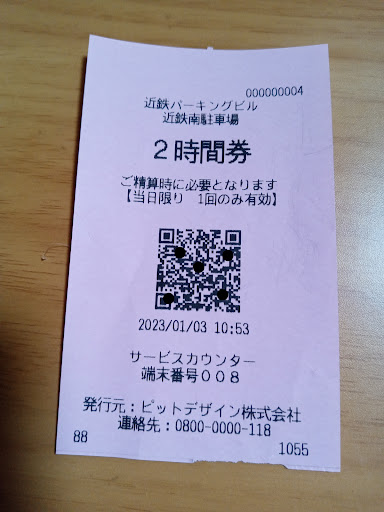 000000004
近鉄パーキングビル
近鉄南駐車場
2時間券
ご精算時に必要となります
【当日限り 1回のみ有効】
2023/01/03 10:53
サービスカウンター
端末番号008
発行元:ピットデザイン株式会社
連絡先:0800-0000-118
88 1055